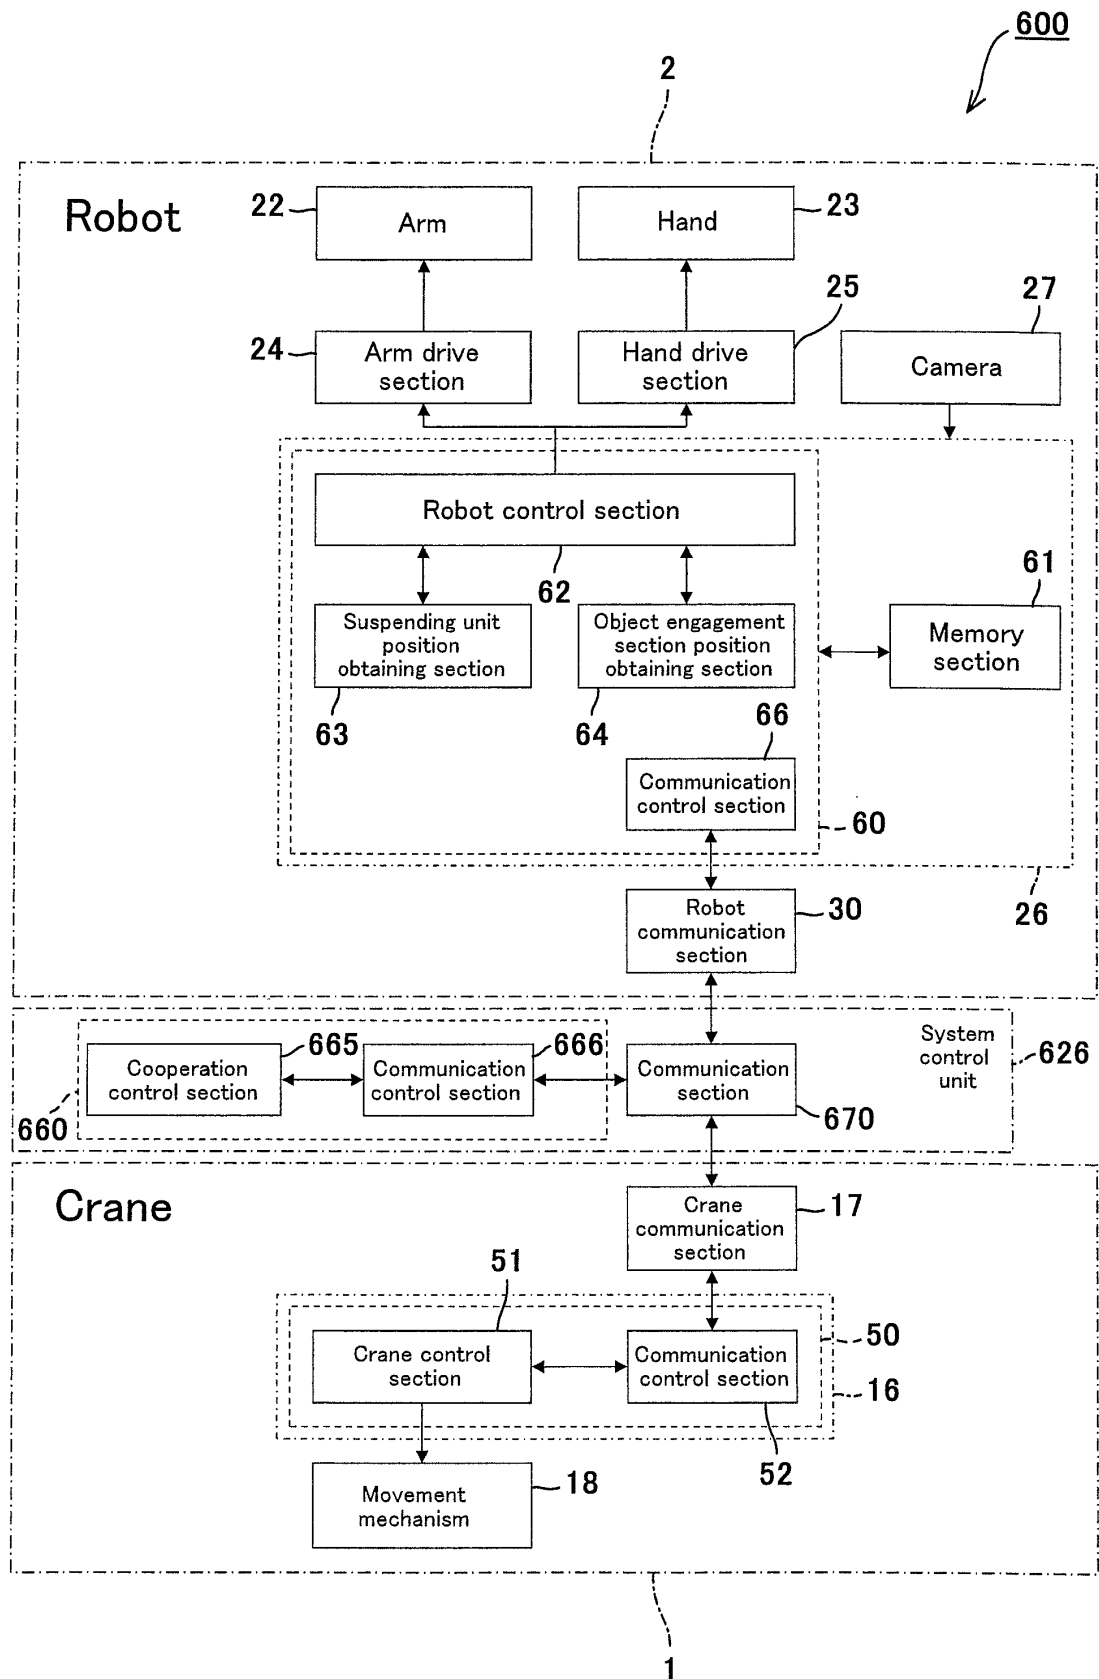 600
2
Robot
22
Arm
Hand
23
24
Arm drive
section
Hand drive
section
25
Camera
27
Robot control section
62
Suspending unit
position
obtaining section
63
Object engagement
section position
obtaining section
64
61
Memory
section
66
Communication
control section
60
26
Robot
communication
section
30
Cooperation
control section
665
Communication
control section
666
660
Communication
section
670
System
control
unit
626
Crane
Crane
communication
section
17
51
Crane control
section
Communication
control section
50
16
52
Movement
mechanism
18
1